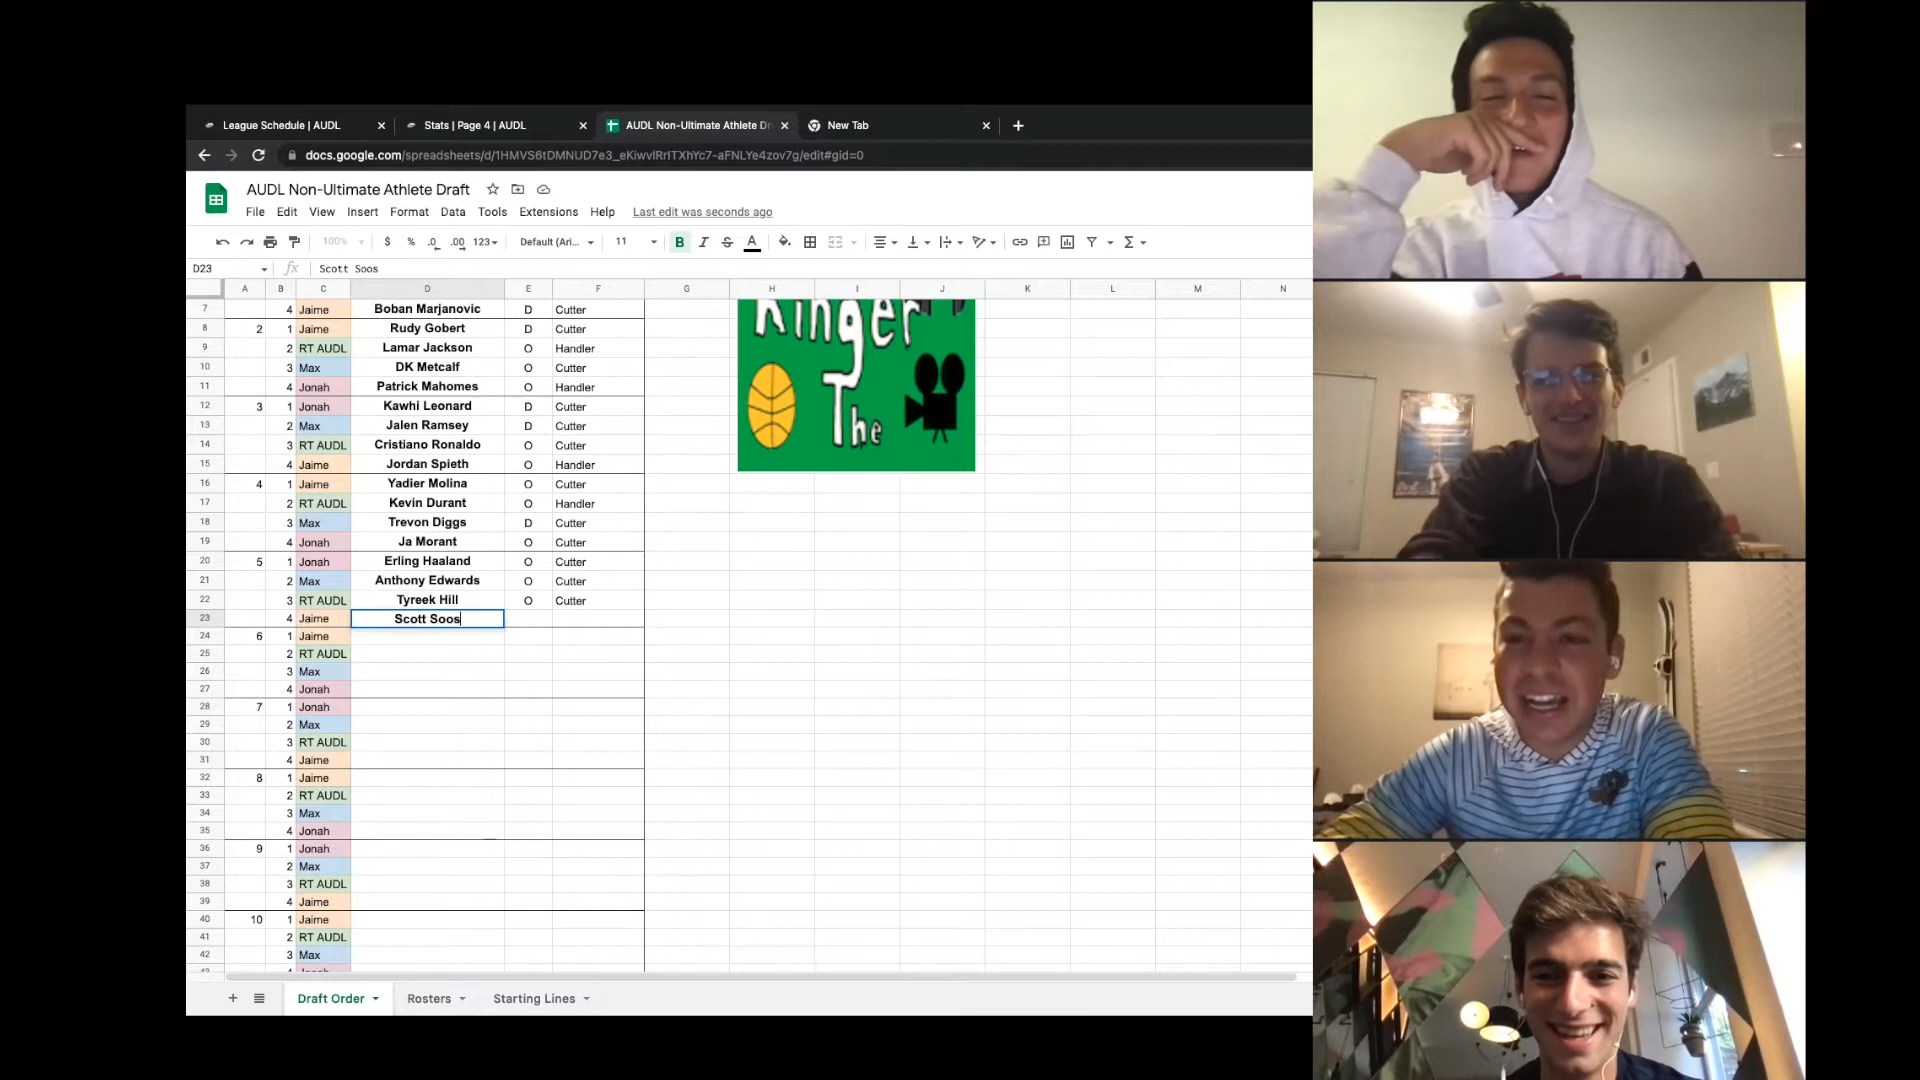 League Schedule | AUDL
Stats | Page 4 | AUDL
AUDL Non-Ultimate Athlete Dr
New Tab
docs.google.com/spreadsheets/d/1HMVS6tDMNUD7e3_eKiwvlRrITXhYc7-aFNLYe4zov7g/edit#gid=0
AUDL Non-Ultimate Athlete Draft
File Edit View Insert Format Data Tools Extensions Help Last edit was seconds ago
100% $ % .0 .00 123 Default (Ari... 11 B I S A
D23 fx Scott Soos
A B C D E F G H I J K L M N
7 4 Jaime Boban Marjanovic D Cutter
8 2 1 Jaime Rudy Gobert D Cutter
9 2 RT AUDL Lamar Jackson O Handler
10 3 Max DK Metcalf O Cutter
11 4 Jonah Patrick Mahomes O Handler
12 3 1 Jonah Kawhi Leonard D Cutter
13 2 Max Jalen Ramsey D Cutter
14 3 RT AUDL Cristiano Ronaldo O Cutter
15 4 Jaime Jordan Spieth O Handler
16 4 1 Jaime Yadier Molina O Cutter
17 2 RT AUDL Kevin Durant O Handler
18 3 Max Trevon Diggs D Cutter
19 4 Jonah Ja Morant O Cutter
20 5 1 Jonah Erling Haaland O Cutter
21 2 Max Anthony Edwards O Cutter
22 3 RT AUDL Tyreek Hill O Cutter
23 4 Jaime Scott Soos
24 6 1 Jaime
25 2 RT AUDL
26 3 Max
27 4 Jonah
28 7 1 Jonah
29 2 Max
30 3 RT AUDL
31 4 Jaime
32 8 1 Jaime
33 2 RT AUDL
34 3 Max
35 4 Jonah
36 9 1 Jonah
37 2 Max
38 3 RT AUDL
39 4 Jaime
40 10 1 Jaime
41 2 RT AUDL
42 3 Max
43 4 Jonah
Ringer
The
Draft Order Rosters Starting Lines